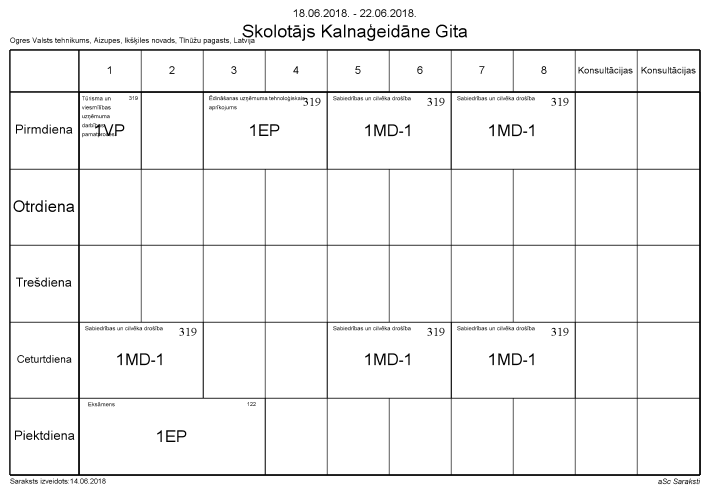 18.06.2018. - 22.06.2018.
Skolotājs Kalnaģeidāne Gita
Ogres Valsts tehnikums, Aizupes, Ikšķiles novads, Tīnūžu pagasts, Latvija
1 2 3 4 5 6 7 8 Konsultācijas Konsultācijas
Pirmdiena
Tūrisma un viesmīlības uzņēmuma darbības pamatprocesi
319
1VP
Ēdināšanas uzņēmuma tehnoloģiskais aprīkojums
319
1EP
Sabiedrības un cilvēka drošība
319
1MD-1
Sabiedrības un cilvēka drošība
319
1MD-1
Otrdiena
Trešdiena
Ceturtdiena
Sabiedrības un cilvēka drošība
319
1MD-1
Sabiedrības un cilvēka drošība
319
1MD-1
Sabiedrības un cilvēka drošība
319
1MD-1
Piektdiena
Eksāmens
122
1EP
Saraksts izveidots:14.06.2018
aSc Saraksti